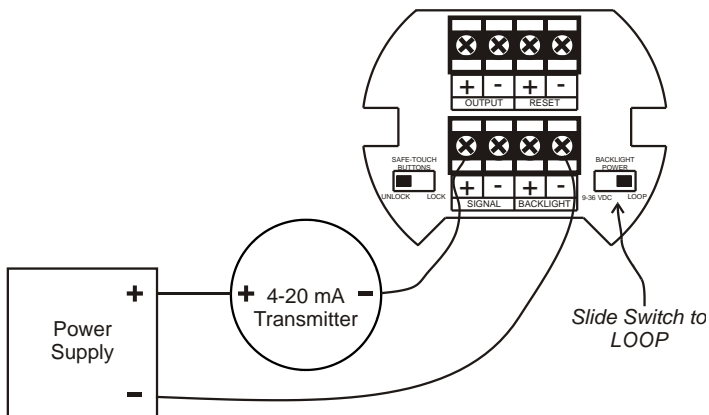 + - + -
OUTPUT RESET
SAFE-TOUCH
BUTTONS
UNLOCK LOCK
+ - + -
SIGNAL BACKLIGHT
BACKLIGHT
POWER
9-36 VDC LOOP
+ 4-20 mA -
Transmitter
+
Power
Supply
-
Slide Switch to
LOOP